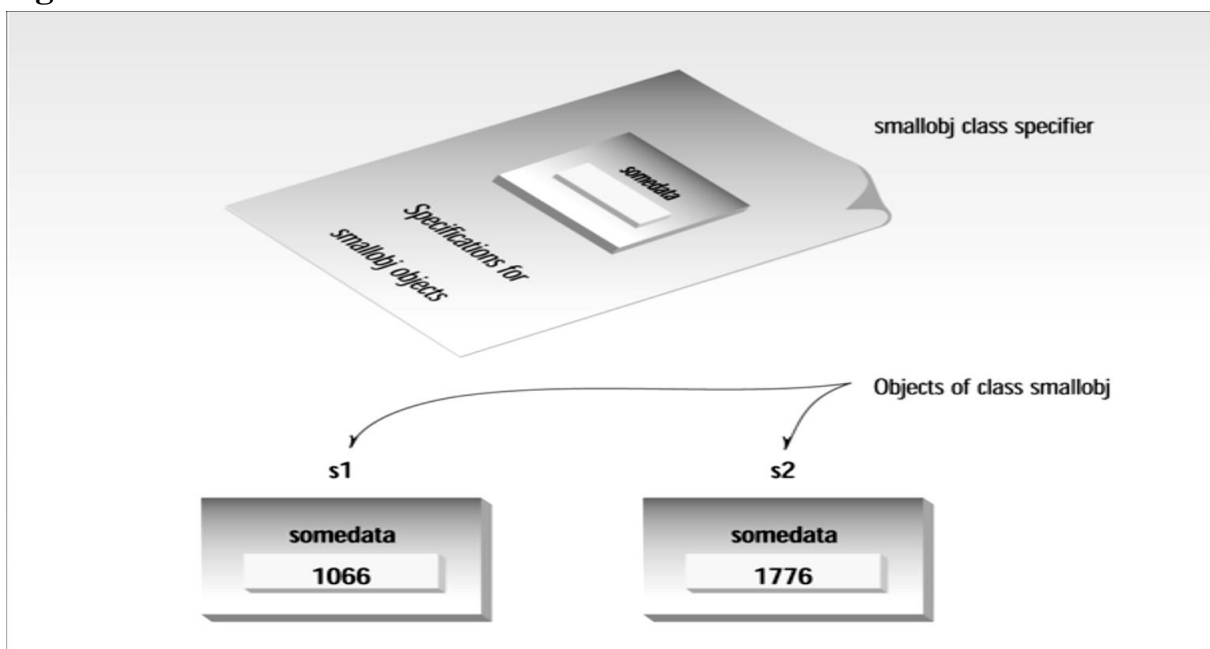 smallobj class specifier
somedata
Specifications for
smallobj objects
Objects of class smallobj
s1
s2
somedata
somedata
1066
1776